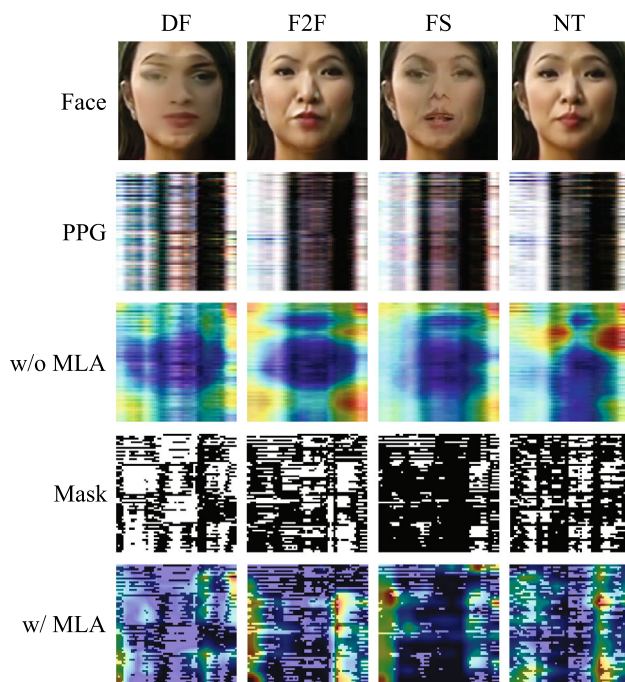 DF F2F FS NT
Face
PPG
w/o MLA
Mask
w/ MLA